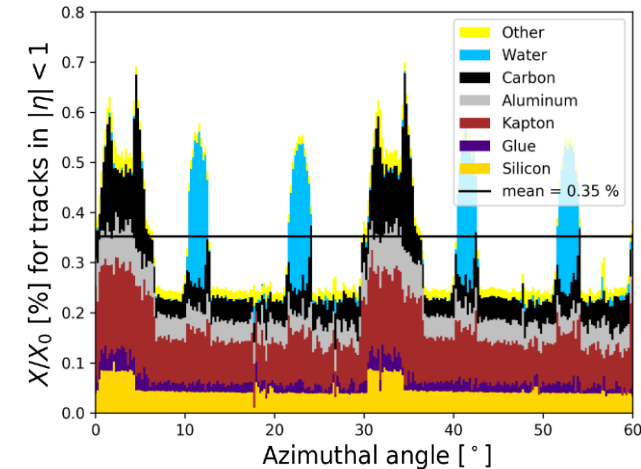 X/X₀ [%] for tracks in |η| < 1
0.8
0.7
0.6
0.5
0.4
0.3
0.2
0.1
0.0
Other
Water
Carbon
Aluminum
Kapton
Glue
Silicon
mean = 0.35 %
0 10 20 30 40 50 60
Azimuthal angle [°]